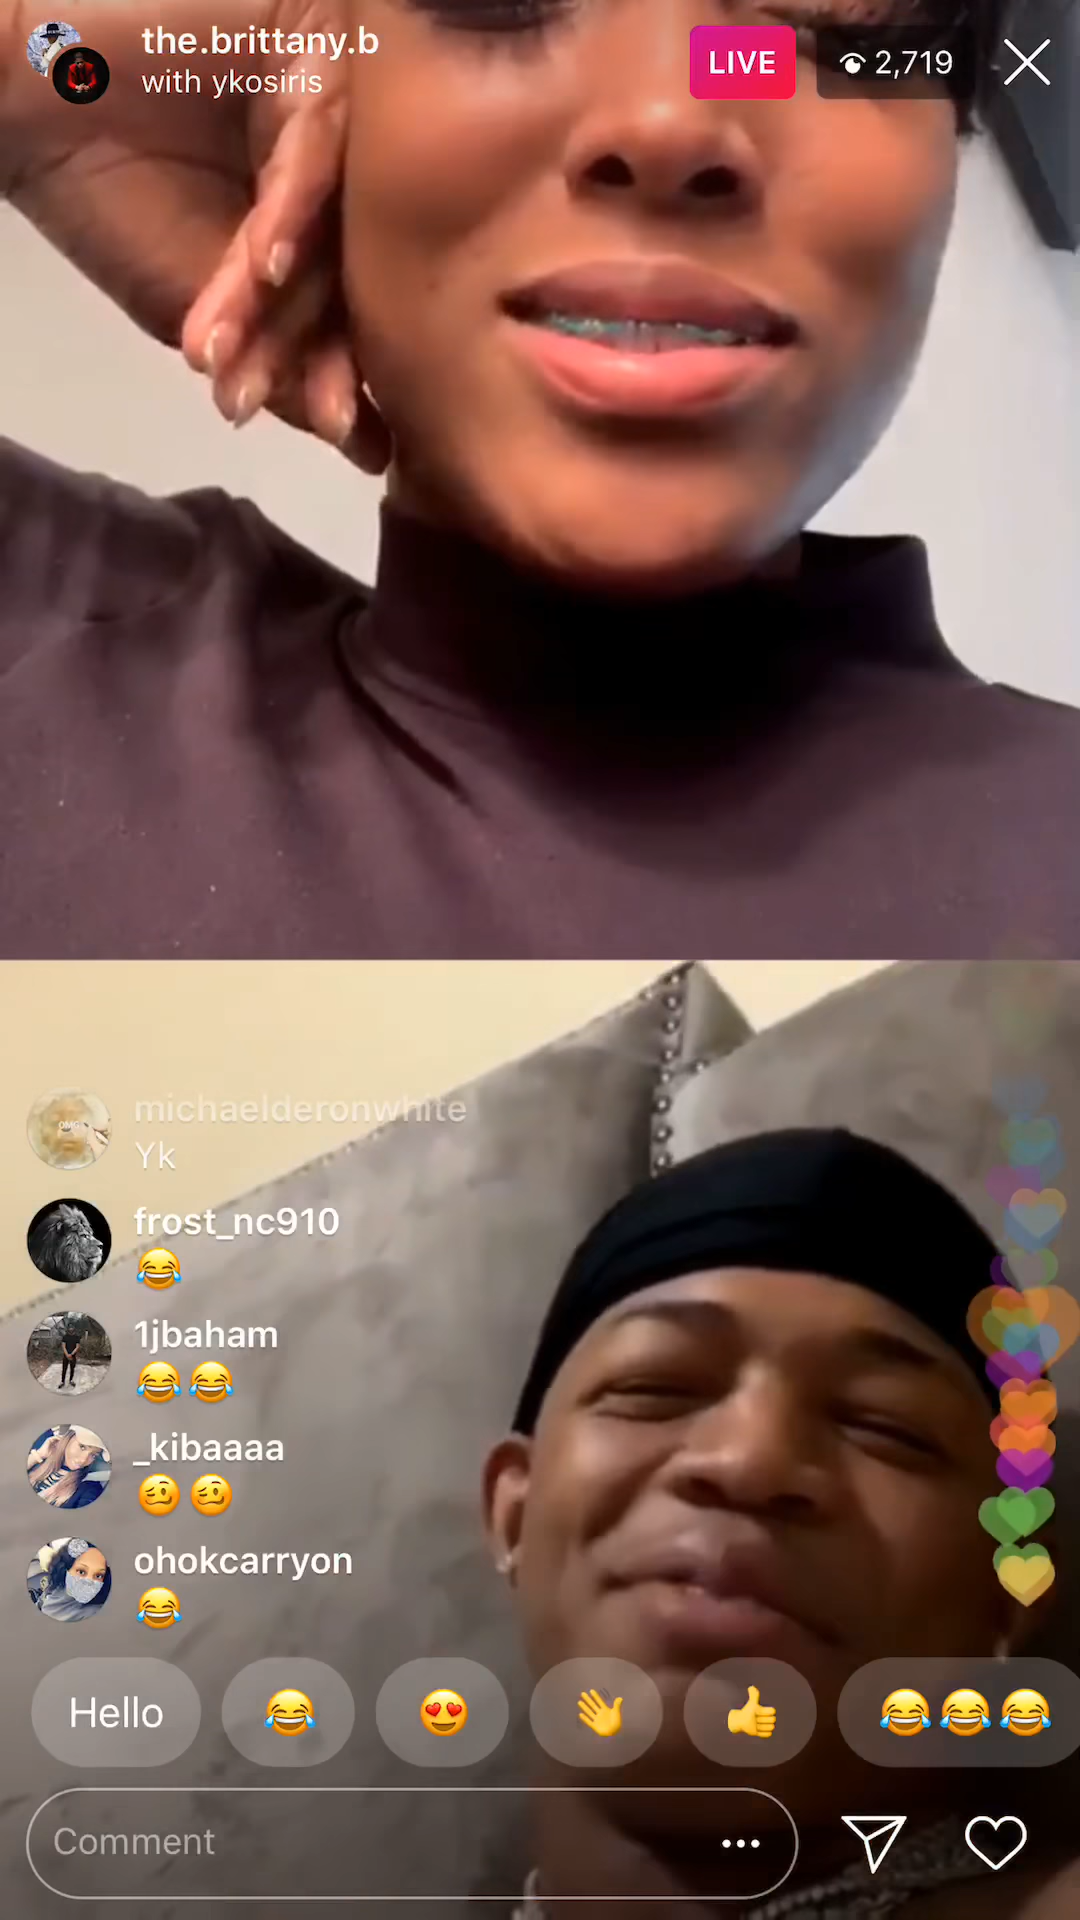 the.brittany.b
with ykosiris
LIVE
2,719
michaelderonwhite
Yk
frost_nc910
😂
1jbaham
😂😂
_kibaaaa
🥴🥴
ohokcarryon
😂
Hello 😂 😍 👋 👍 😂😂😂
Comment